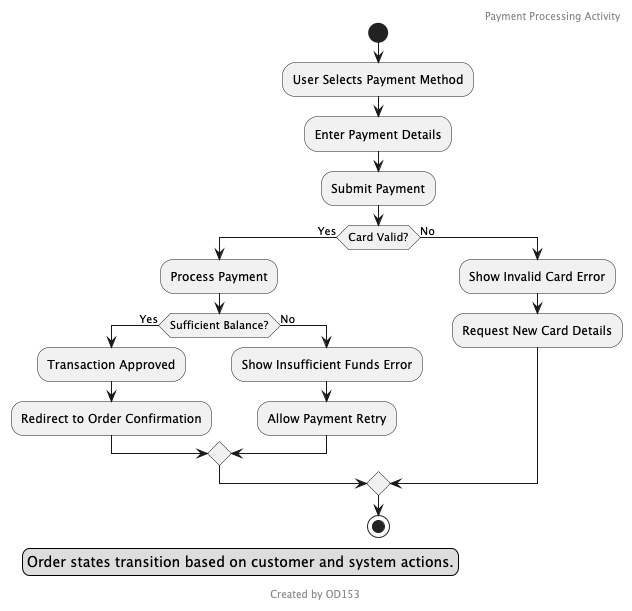 Payment Processing Activity
User Selects Payment Method
Enter Payment Details
Submit Payment
Yes
Card Valid?
No
Process Payment
Show Invalid Card Error
Yes
Sufficient Balance?
No
Request New Card Details
Transaction Approved
Show Insufficient Funds Error
Redirect to Order Confirmation
Allow Payment Retry
Order states transition based on customer and system actions.
Created by OD153